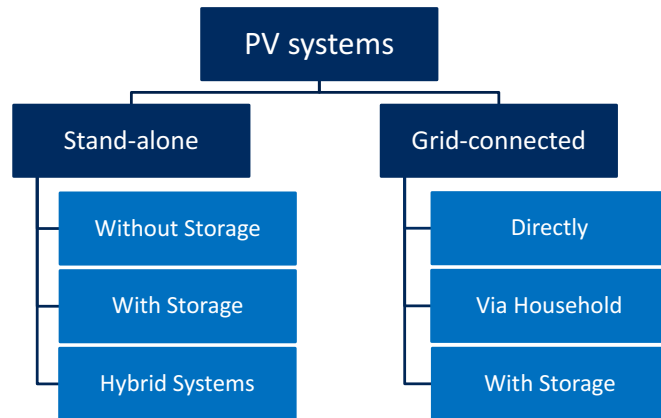 PV systems
Stand-alone
Grid-connected
Without Storage
Directly
With Storage
Via Household
Hybrid Systems
With Storage